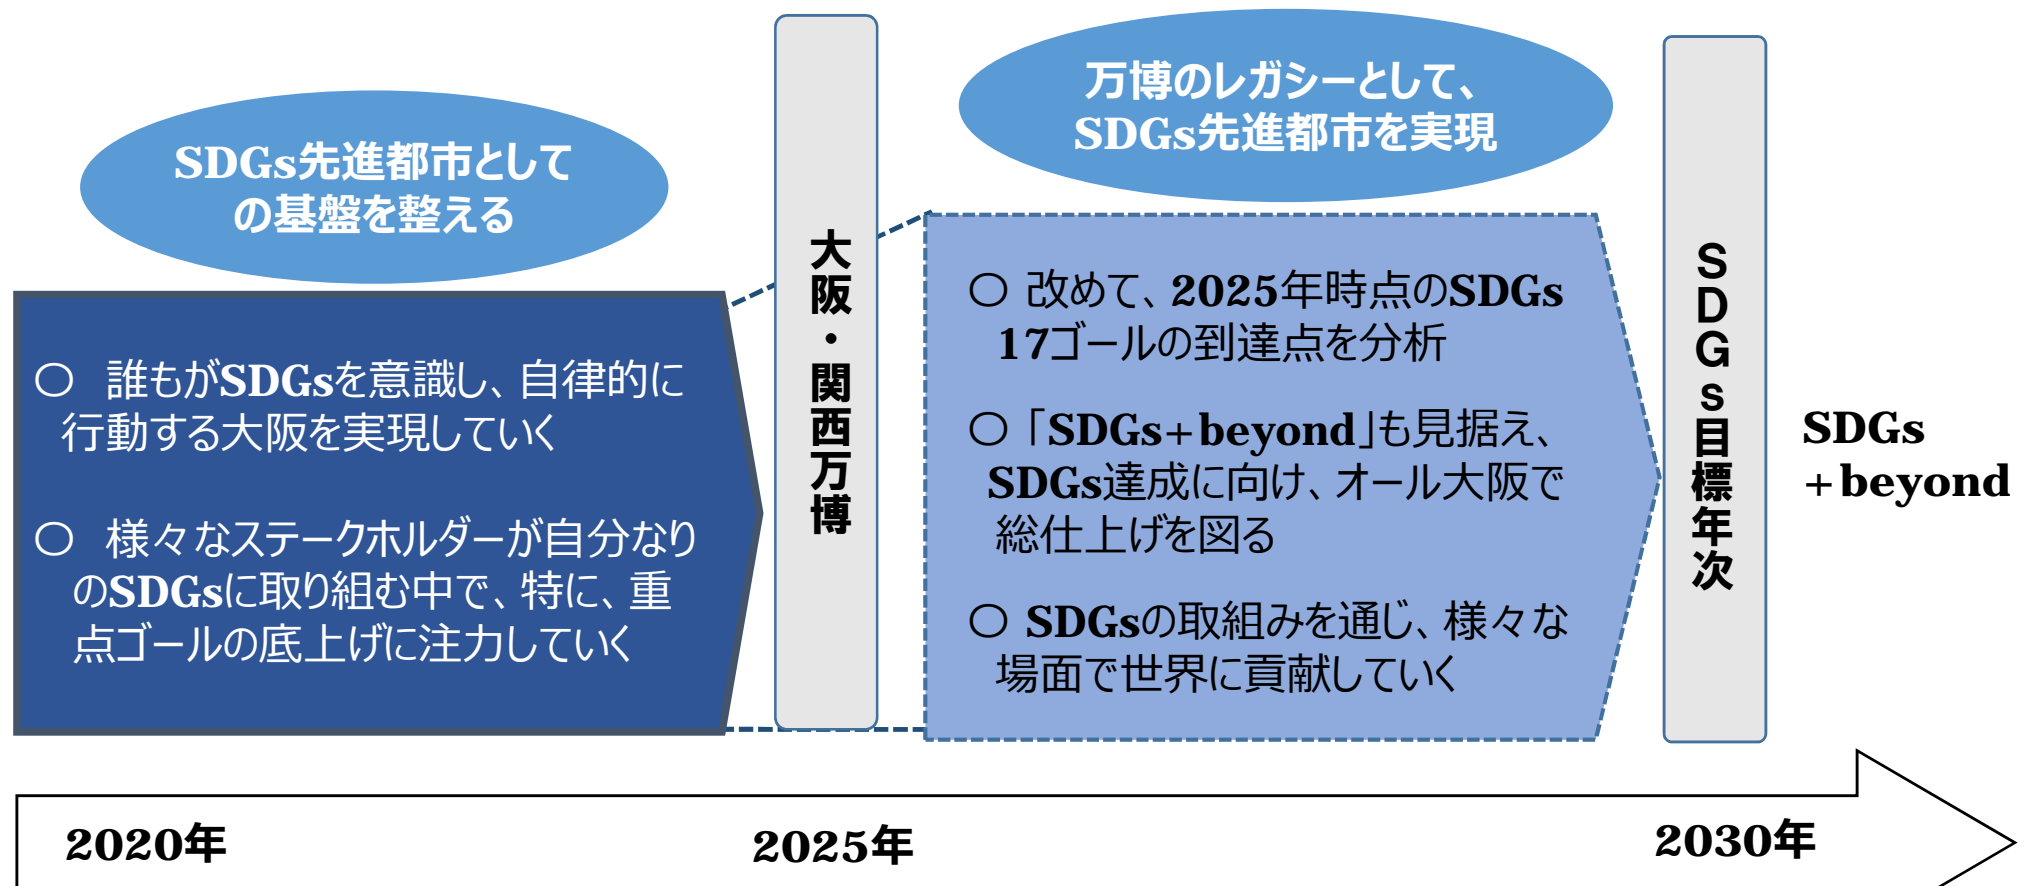 SDGs先進都市として
の基盤を整える
〇　誰もがSDGsを意識し、自律的に
行動する大阪を実現していく
〇　様々なステークホルダーが自分なり
のSDGsに取り組む中で、特に、重
点ゴールの底上げに注力していく
大阪・関西万博
万博のレガシーとして、
SDGs先進都市を実現
〇 改めて、2025年時点のSDGs
17ゴールの到達点を分析
〇「SDGs+beyond」も見据え、
SDGs達成に向け、オール大阪で
総仕上げを図る
〇 SDGsの取組みを通じ、様々な
場面で世界に貢献していく
SDGs目標年次
SDGs
+beyond
2020年
2025年
2030年